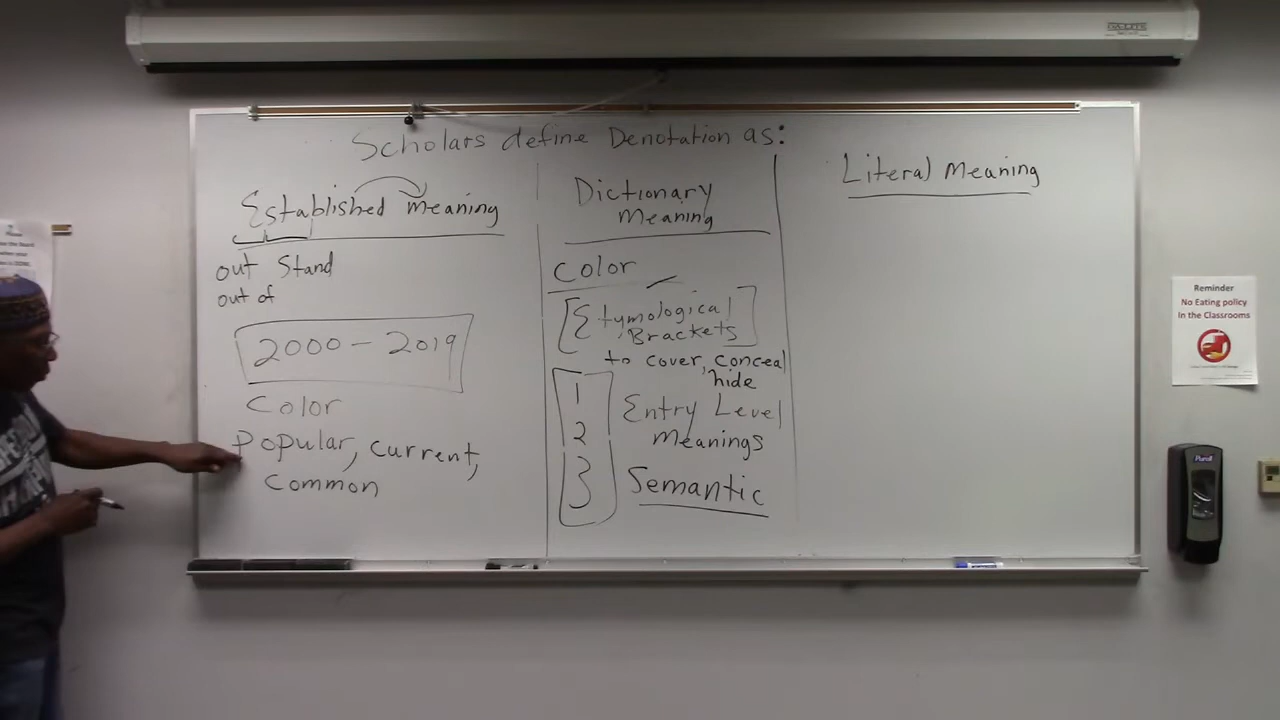 Scholars define Denotation as:
Established meaning
out Stand
out of
2000 - 2019
Color
Popular, current,
common
Dictionary
Meaning
Color
[Etymological
Brackets]
to cover, conceal
hide
1
2
3
Entry Level
Meanings
Semantic
Literal Meaning
Reminder
No Eating policy
In the Classrooms
Purell